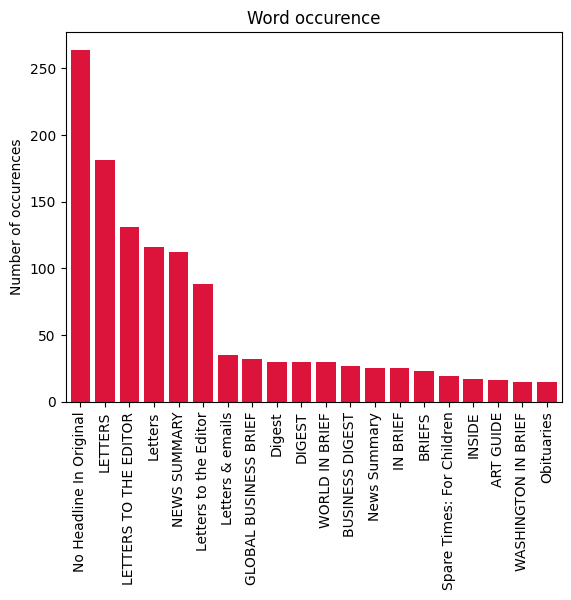 Word occurence
Number of occurences
250
200
150
100
50
0
No Headline In Original
LETTERS
LETTERS TO THE EDITOR
Letters
NEWS SUMMARY
Letters to the Editor
Letters & emails
GLOBAL BUSINESS BRIEF
Digest
DIGEST
WORLD IN BRIEF
BUSINESS DIGEST
News Summary
IN BRIEF
BRIEFS
Spare Times: For Children
INSIDE
ART GUIDE
WASHINGTON IN BRIEF
Obituaries